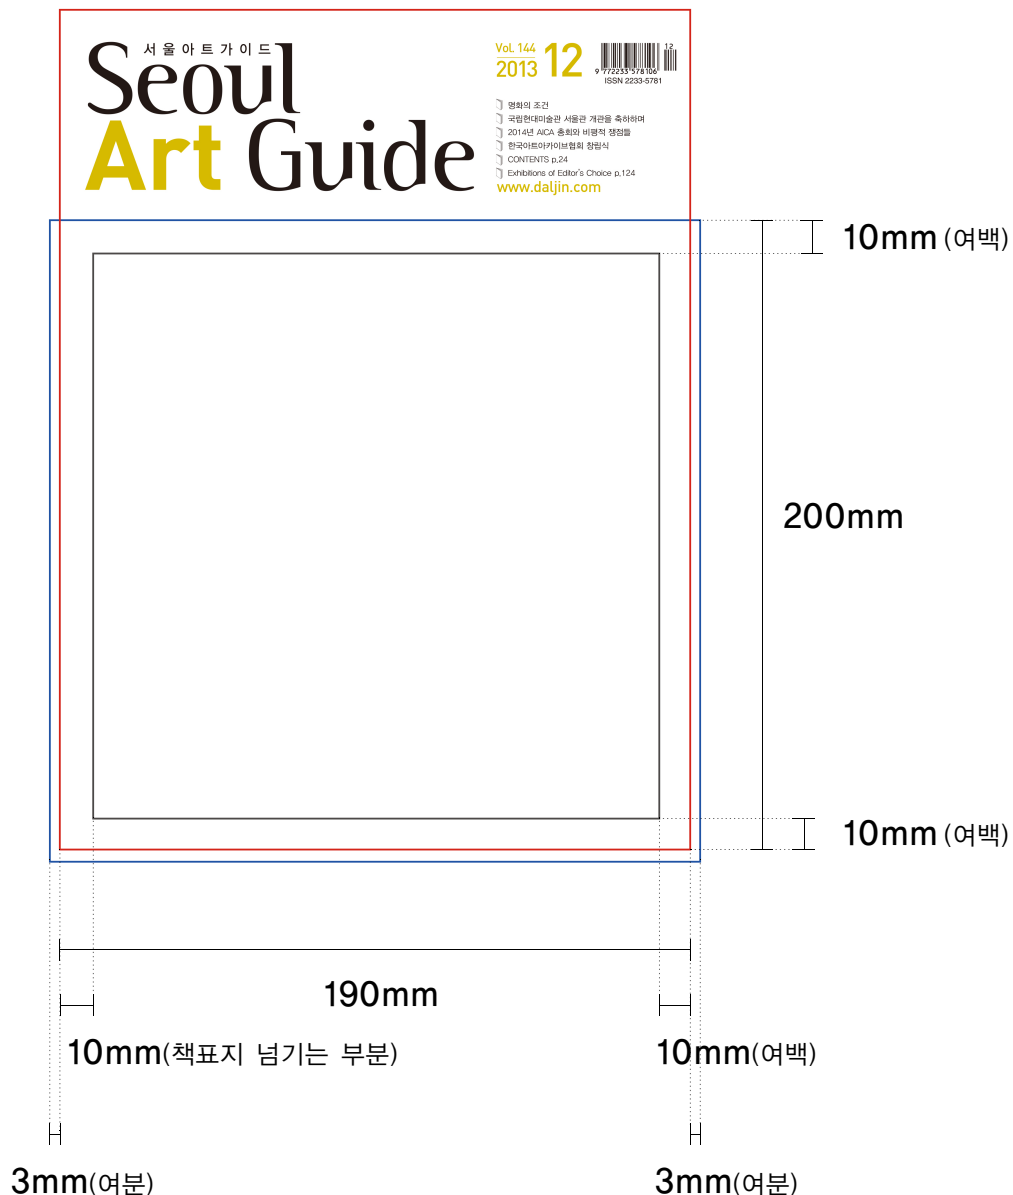 서울아트가이드
Seoul
Art Guide
Vol. 144
2013 12
12
9 772233 578106
ISSN 2233-5781
명화의 조건
국립현대미술관 서울관 개관을 축하하며
2014년 AICA 총회와 비평적 쟁점들
한국아트아카이브협회 창립식
CONTENTS p,24
Exhibitions of Editor's Choice p,124
www.daljin.com
10mm (여백)
200mm
10mm (여백)
190mm
10mm(책표지 넘기는 부분)
10mm(여백)
3mm(여분)
3mm(여분)